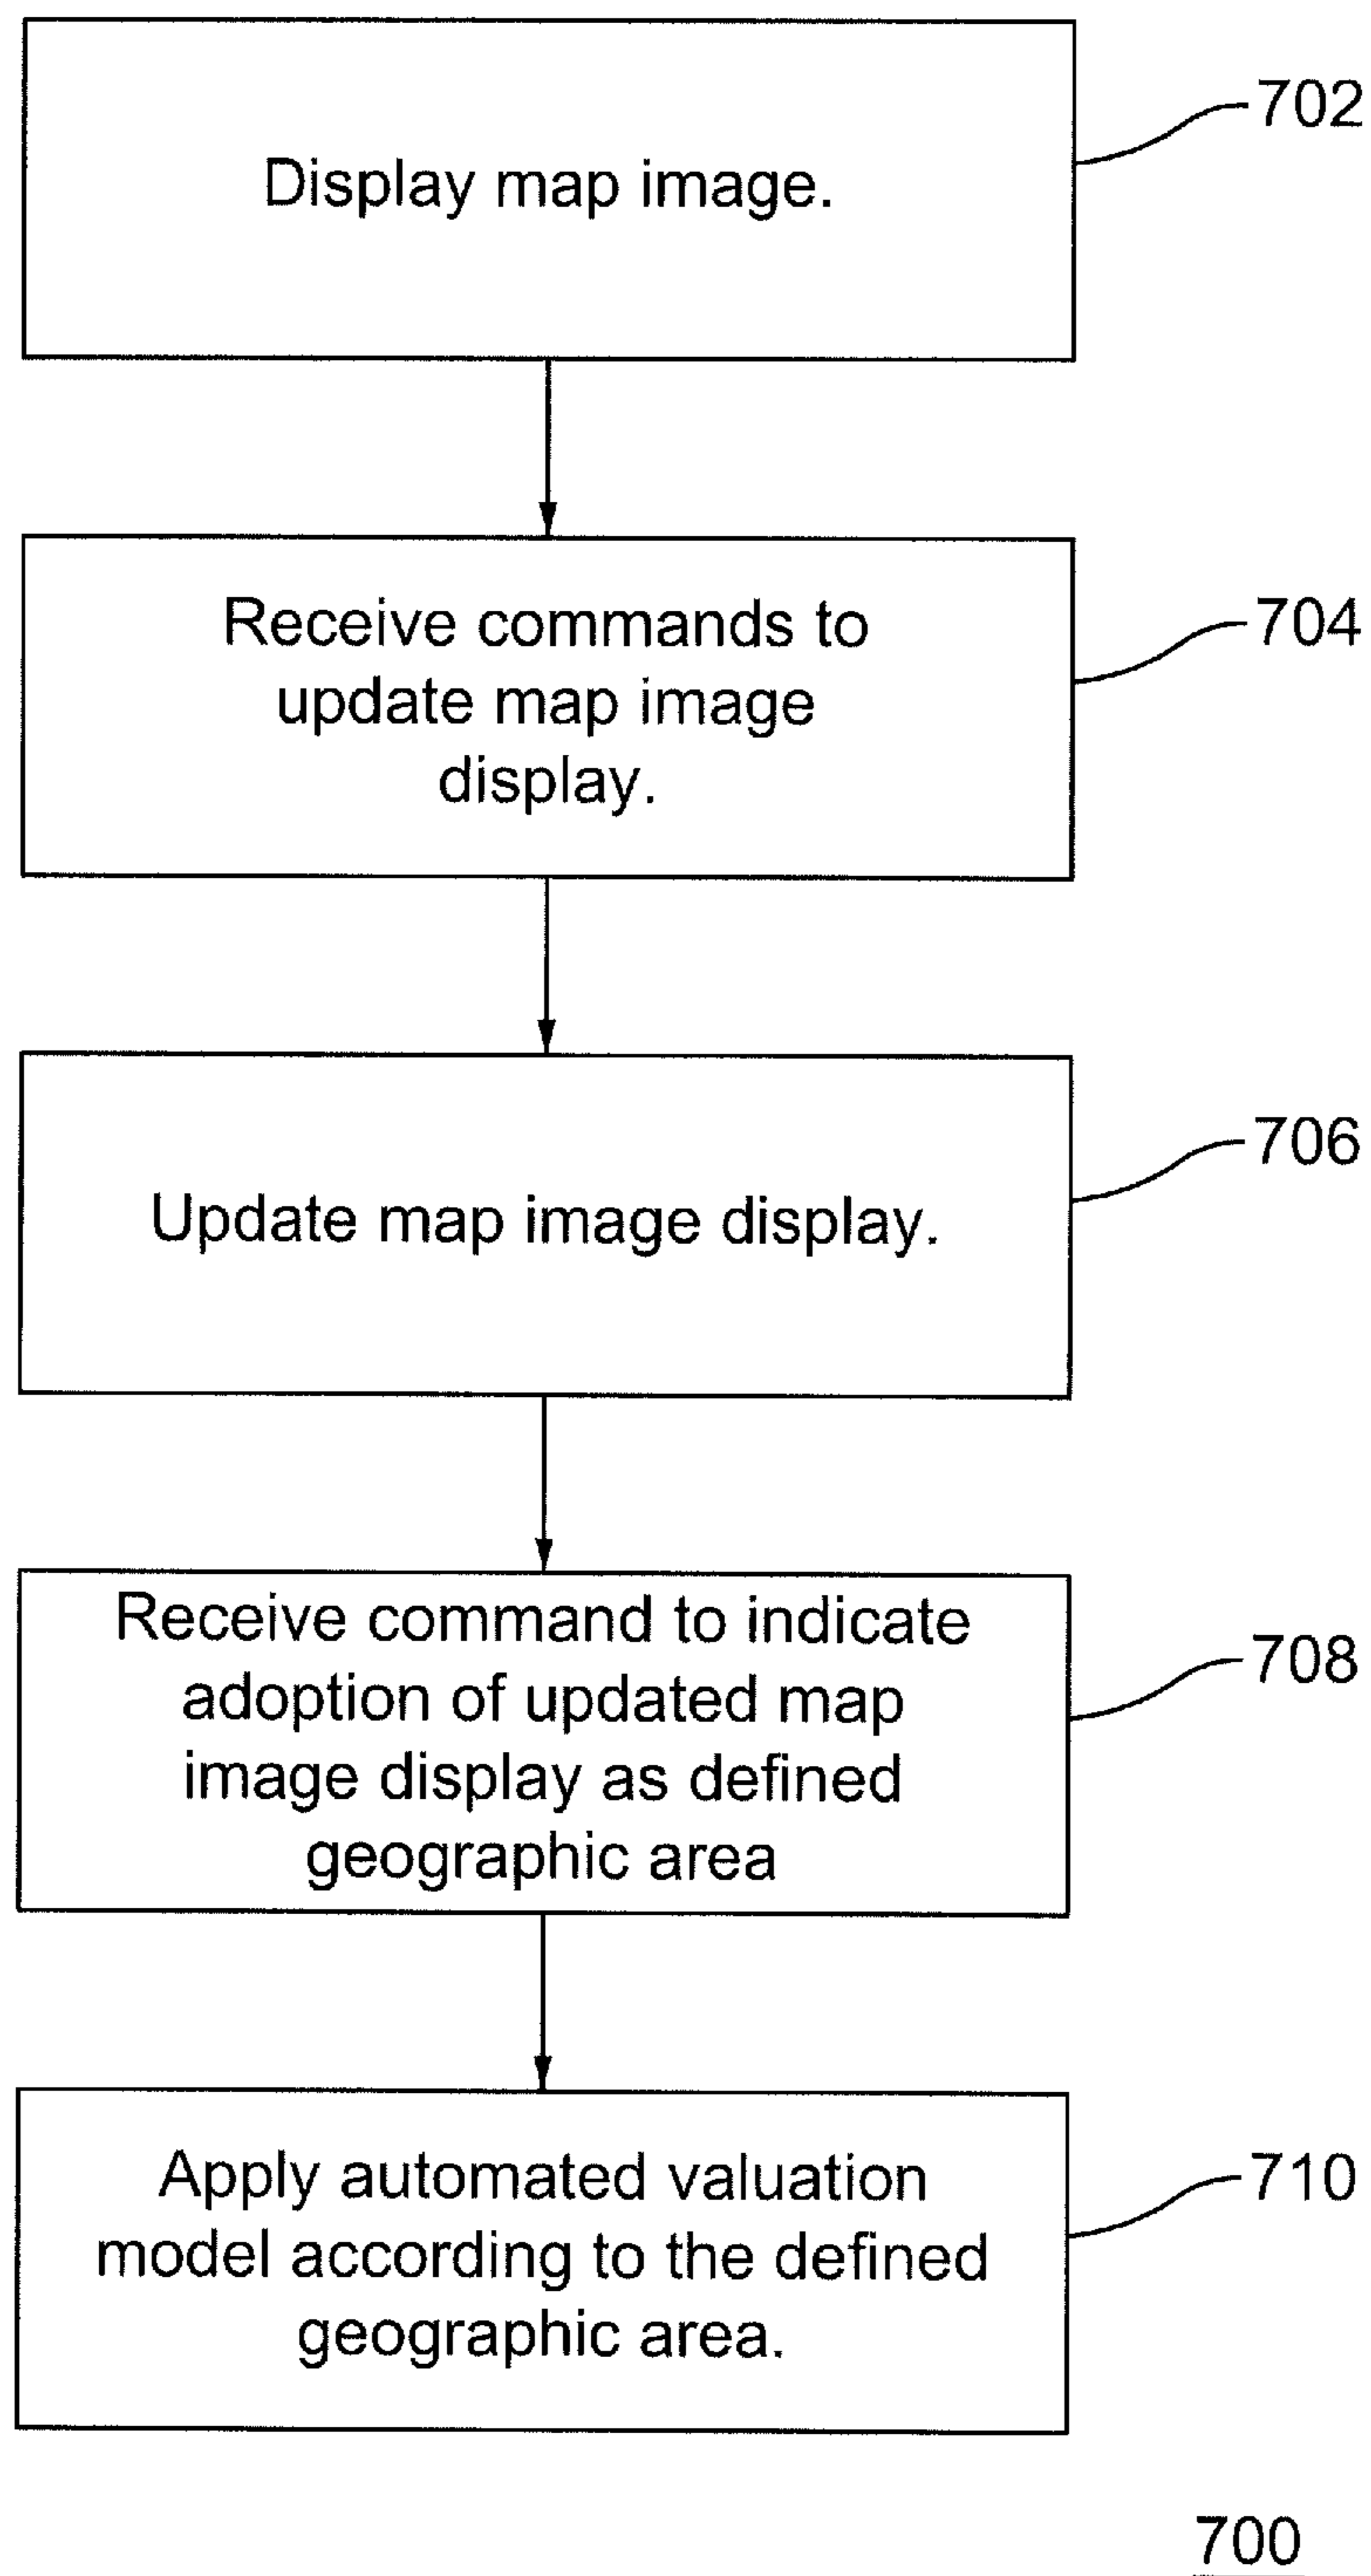 Display map image.
702
Receive commands to
update map image
display.
704
Update map image display.
706
Receive command to indicate
adoption of updated map
image display as defined
geographic area
708
Apply automated valuation
model according to the defined
geographic area.
710
700